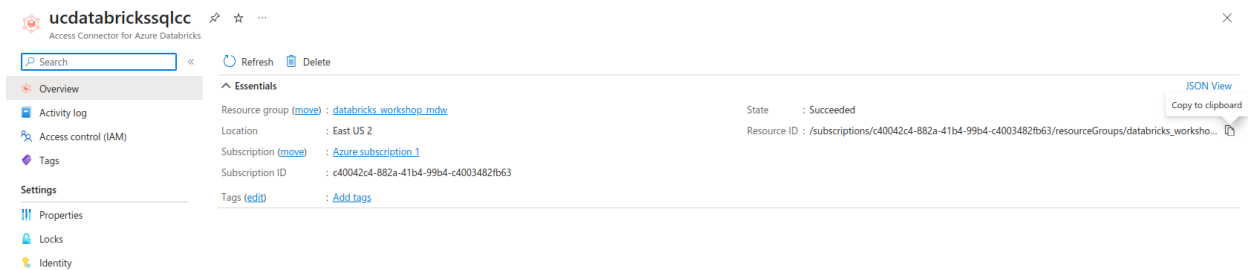 ucdatabrickssqlcc
Access Connector for Azure Databricks
Search
Overview
Activity log
Access control (IAM)
Tags
Settings
Properties
Locks
Identity
Refresh Delete
Essentials
JSON View
Copy to clipboard
Resource group (move) : databricks_workshop_mdw
Location : East US 2
Subscription (move) : Azure subscription 1
Subscription ID : c40042c4-882a-41b4-99b4-c4003482fb63
Tags (edit) : Add tags
State : Succeeded
Resource ID : /subscriptions/c40042c4-882a-41b4-99b4-c4003482fb63/resourceGroups/databricks_worksho...